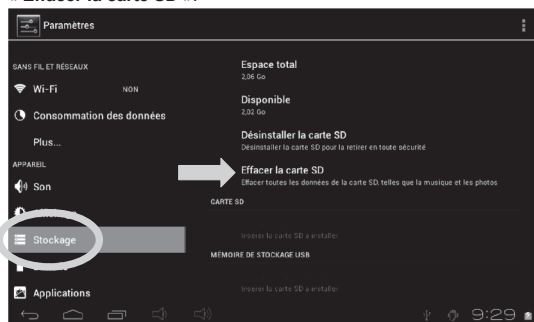 « Effacer la carte SD ».
Paramètres
SANS FIL ET RÉSEAUX
Wi-Fi NON
Consommation des données
Plus...
APPAREIL
Son
Stockage
Applications
Espace total
2,06 Go
Disponible
2,02 Go
Désinstaller la carte SD
Désinstaller la carte SD pour la retirer en toute sécurité
Effacer la carte SD
Effacer toutes les données de la carte SD, telles que la musique et les photos
CARTE SD
Insérer la carte SD à installer
MÉMOIRE DE STOCKAGE USB
Insérer la carte SD à installer
9:29